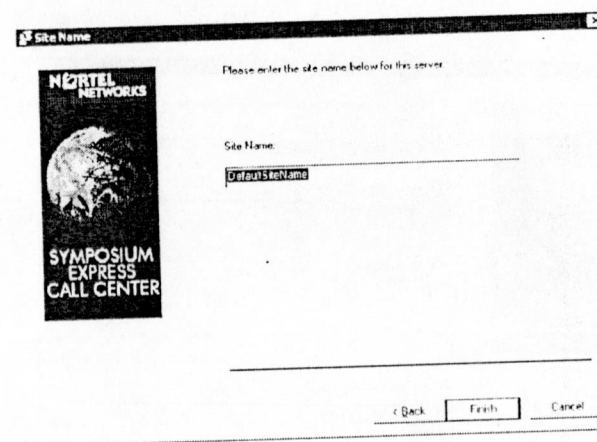 Site Name
NORTEL
NETWORKS
SYMPOSIUM
EXPRESS
CALL CENTER
Please enter the site name below for this server.
Site Name:
DefaultSiteName
< Back
Finish
Cancel